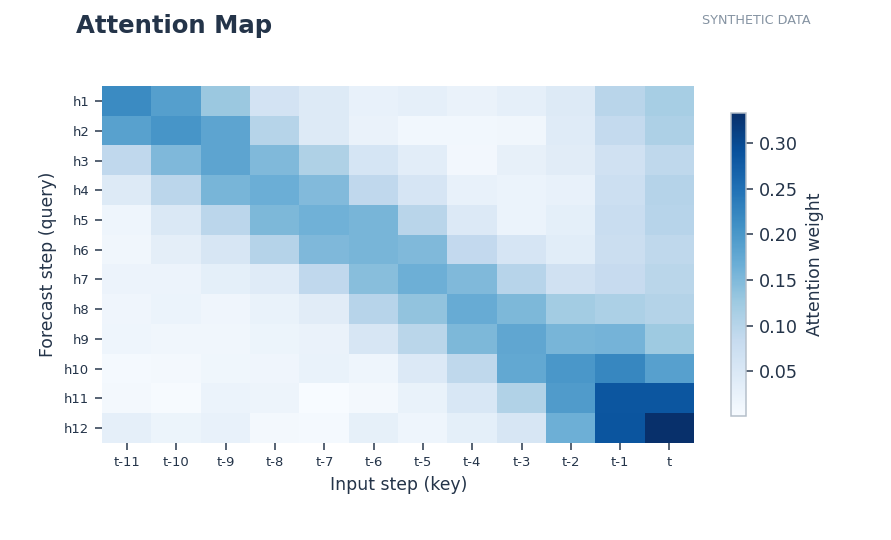 Attention Map
SYNTHETIC DATA
h1
h2
h3
h4
h5
h6
h7
h8
h9
h10
h11
h12
Forecast step (query)
t-11 t-10 t-9 t-8 t-7 t-6 t-5 t-4 t-3 t-2 t-1 t
Input step (key)
0.30
0.25
0.20
0.15
0.10
0.05
Attention weight